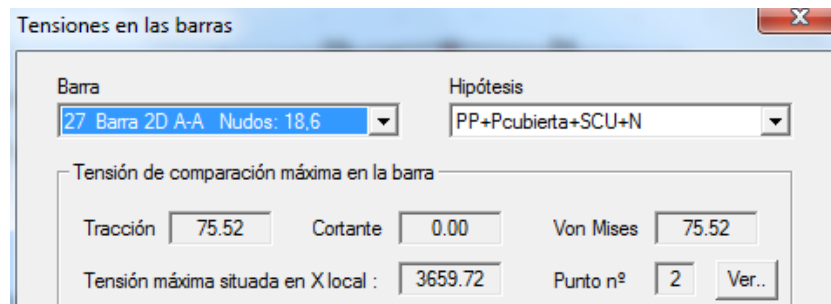 Tensiones en las barras
Barra Hipótesis
27 Barra 2D A-A Nudos: 18,6 PP+Pcubierta+SCU+N
Tensión de comparación máxima en la barra
Tracción 75.52 Cortante 0.00 Von Mises 75.52
Tensión máxima situada en X local : 3659.72 Punto nº 2 Ver..